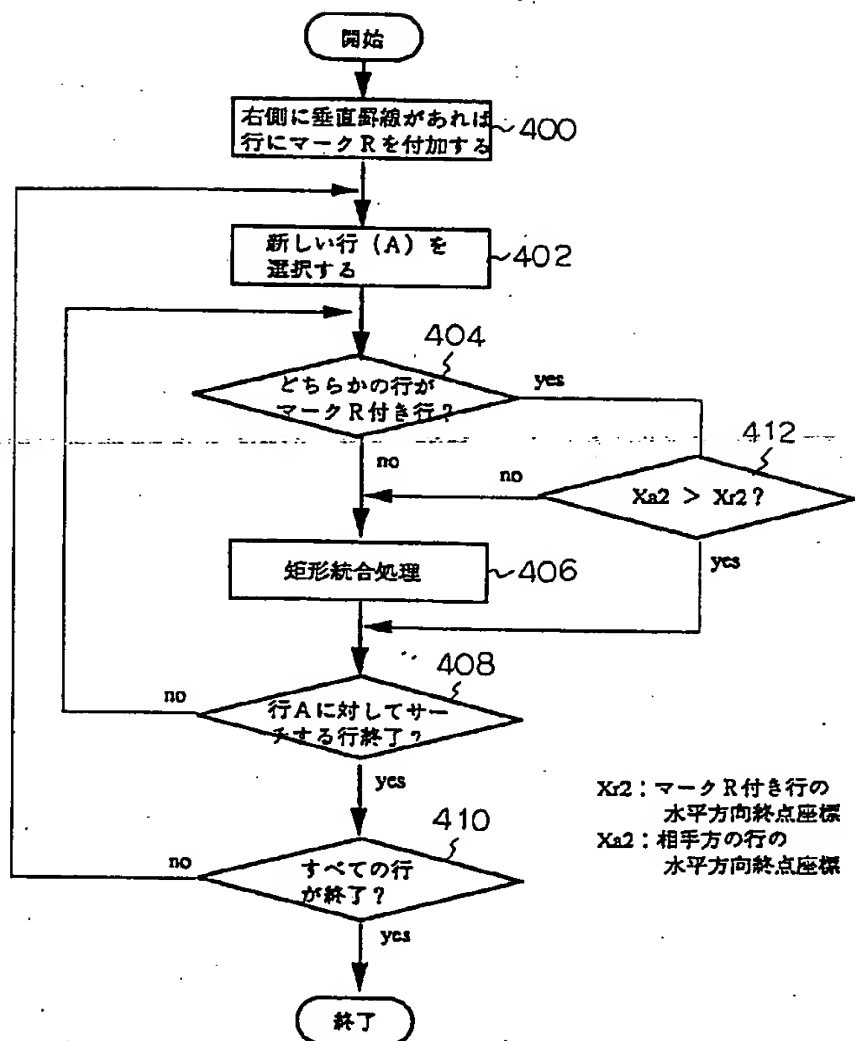 開始
右側に垂直罫線があれば
行にマークRを付加する
400
新しい行（A）を
選択する
402
404
どちらかの行が
マークR付き行？
yes
no
412
Xa2 > Xr2?
no
yes
矩形統合処理
406
408
行Aに対してサー
チする行終了？
no
yes
410
すべての行
が終了？
no
yes
Xr2：マークR付き行の
水平方向終点座標
Xa2：相手方の行の
水平方向終点座標
終了